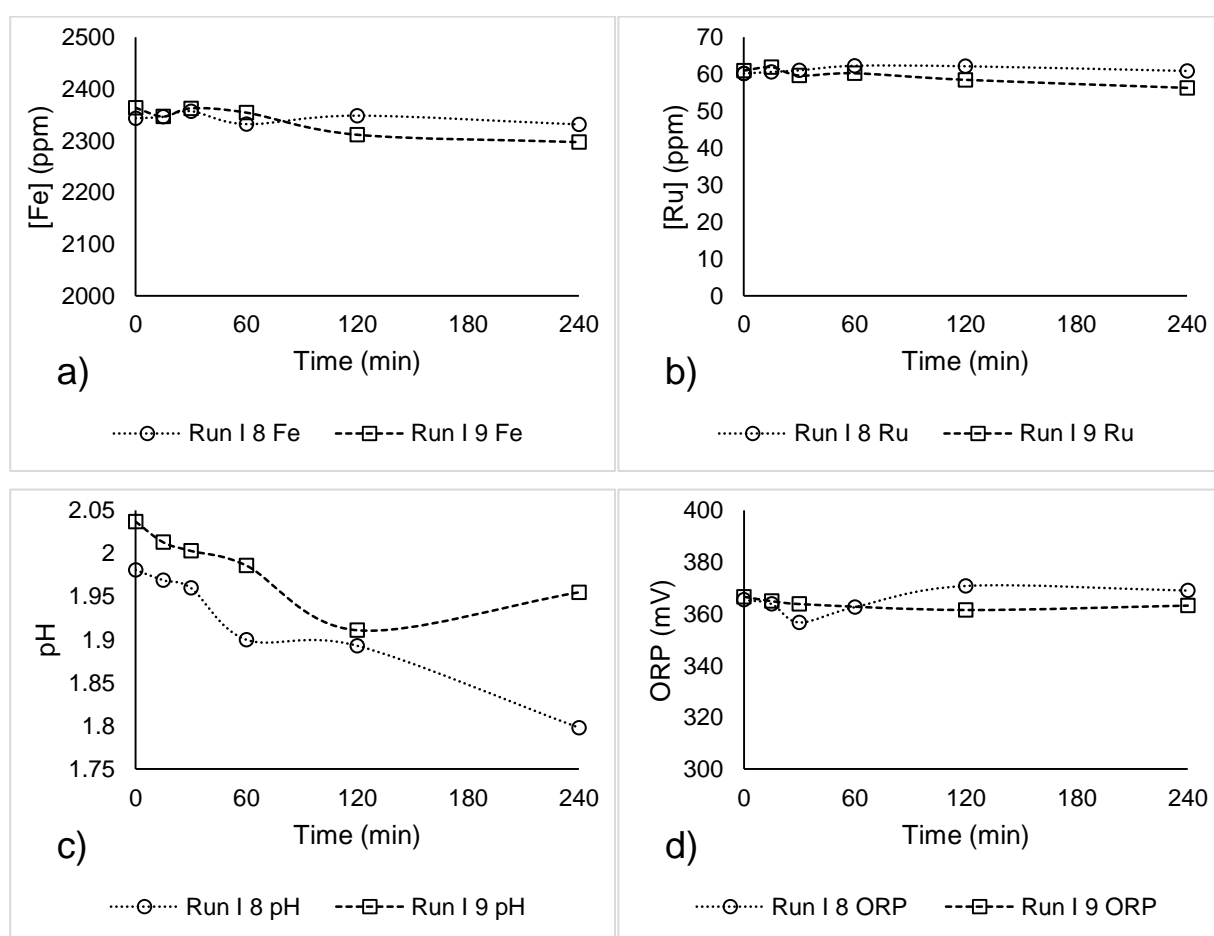 2500
2400
2300
2200
2100
2000
[Fe] (ppm)
0 60 120 180 240
Time (min)
a)
Run I 8 Fe Run I 9 Fe
70
60
50
40
30
20
10
0
[Ru] (ppm)
0 60 120 180 240
Time (min)
b)
Run I 8 Ru Run I 9 Ru
2.05
2
1.95
1.9
1.85
1.8
1.75
pH
0 60 120 180 240
Time (min)
c)
Run I 8 pH Run I 9 pH
400
380
360
340
320
300
ORP (mV)
0 60 120 180 240
Time (min)
d)
Run I 8 ORP Run I 9 ORP